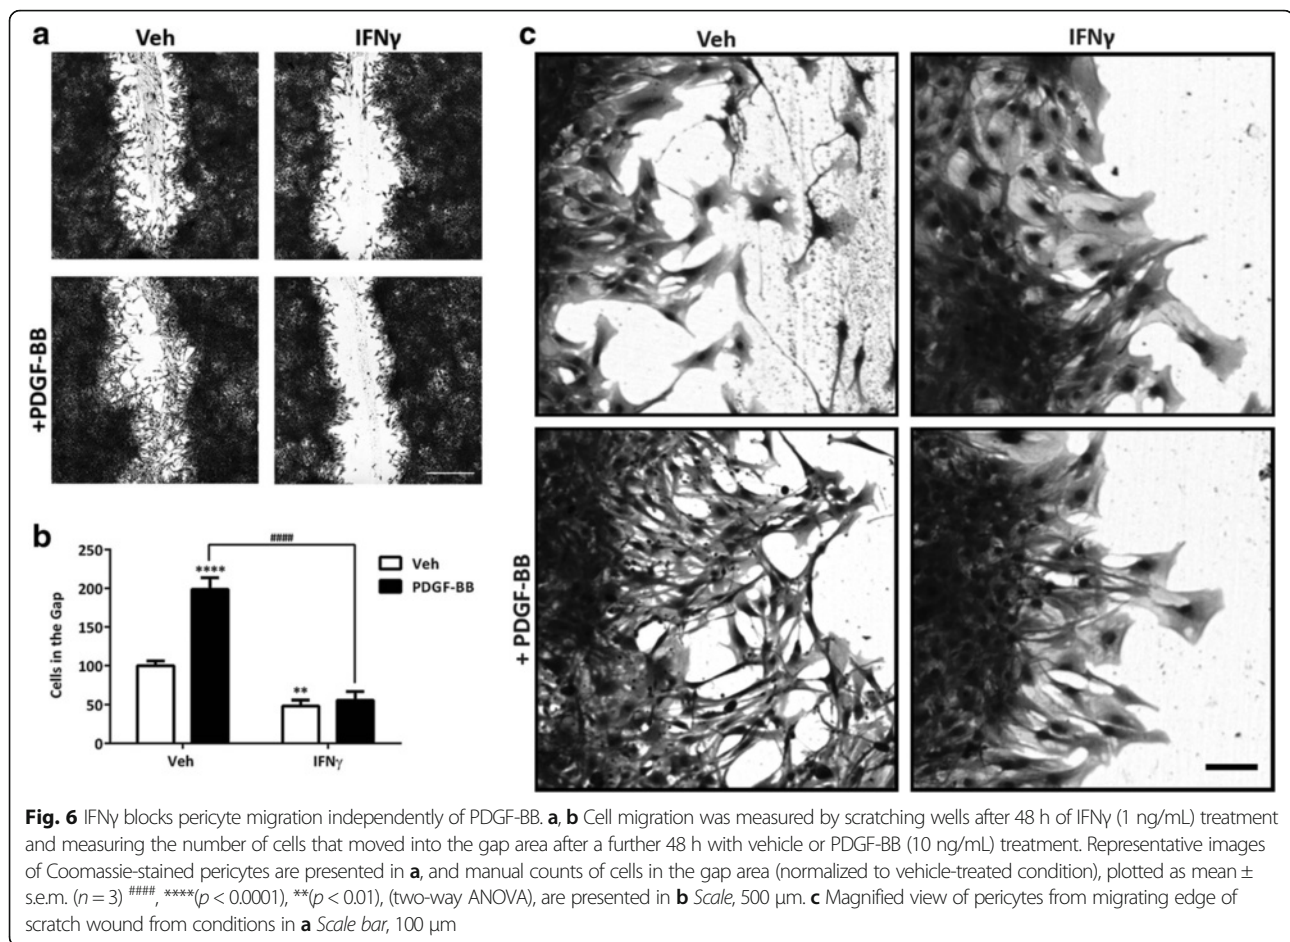 a
Veh
IFNγ
+PDGF-BB
b
250
200
150
100
50
0
Cells in the Gap
****
####
**
Veh
PDGF-BB
Veh
IFNγ
c
Veh
IFNγ
+ PDGF-BB
Fig. 6 IFNγ blocks pericyte migration independently of PDGF-BB. a, b Cell migration was measured by scratching wells after 48 h of IFNγ (1 ng/mL) treatment
and measuring the number of cells that moved into the gap area after a further 48 h with vehicle or PDGF-BB (10 ng/mL) treatment. Representative images
of Coomassie-stained pericytes are presented in a, and manual counts of cells in the gap area (normalized to vehicle-treated condition), plotted as mean ±
s.e.m. (n = 3) ####, ****(p < 0.0001), **(p < 0.01), (two-way ANOVA), are presented in b Scale, 500 μm. c Magnified view of pericytes from migrating edge of
scratch wound from conditions in a Scale bar, 100 μm